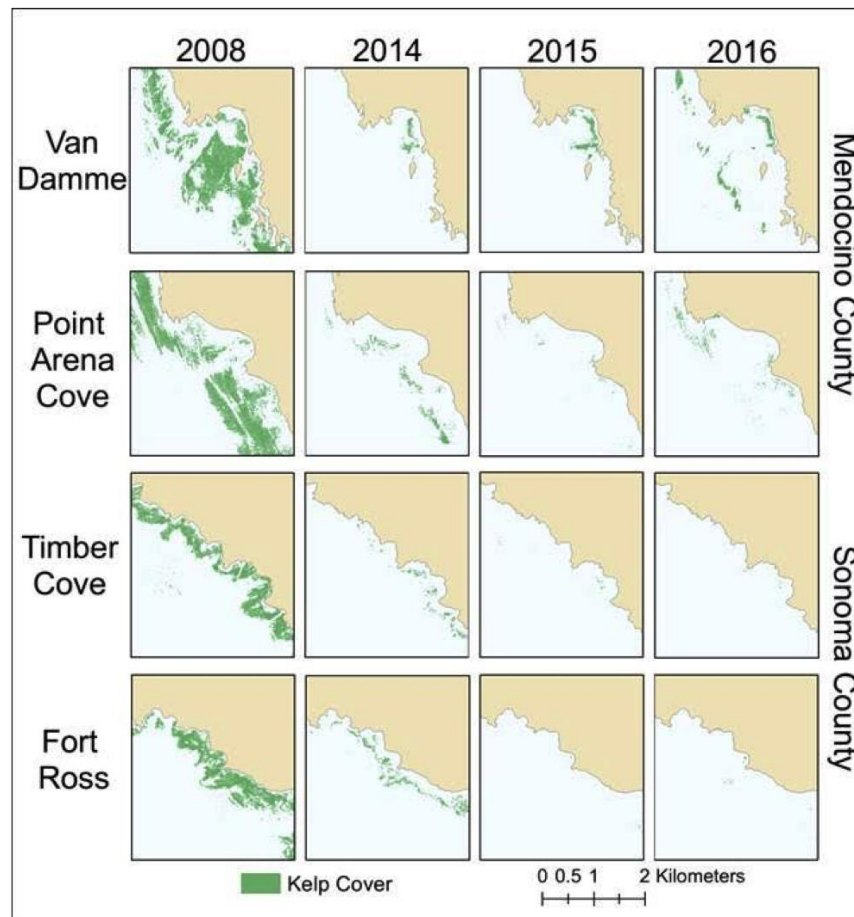 2008 2014 2015 2016
Van
Damme
Point
Arena
Cove
Timber
Cove
Fort
Ross
Mendocino County
Sonoma County
Kelp Cover
0 0.5 1 2 Kilometers